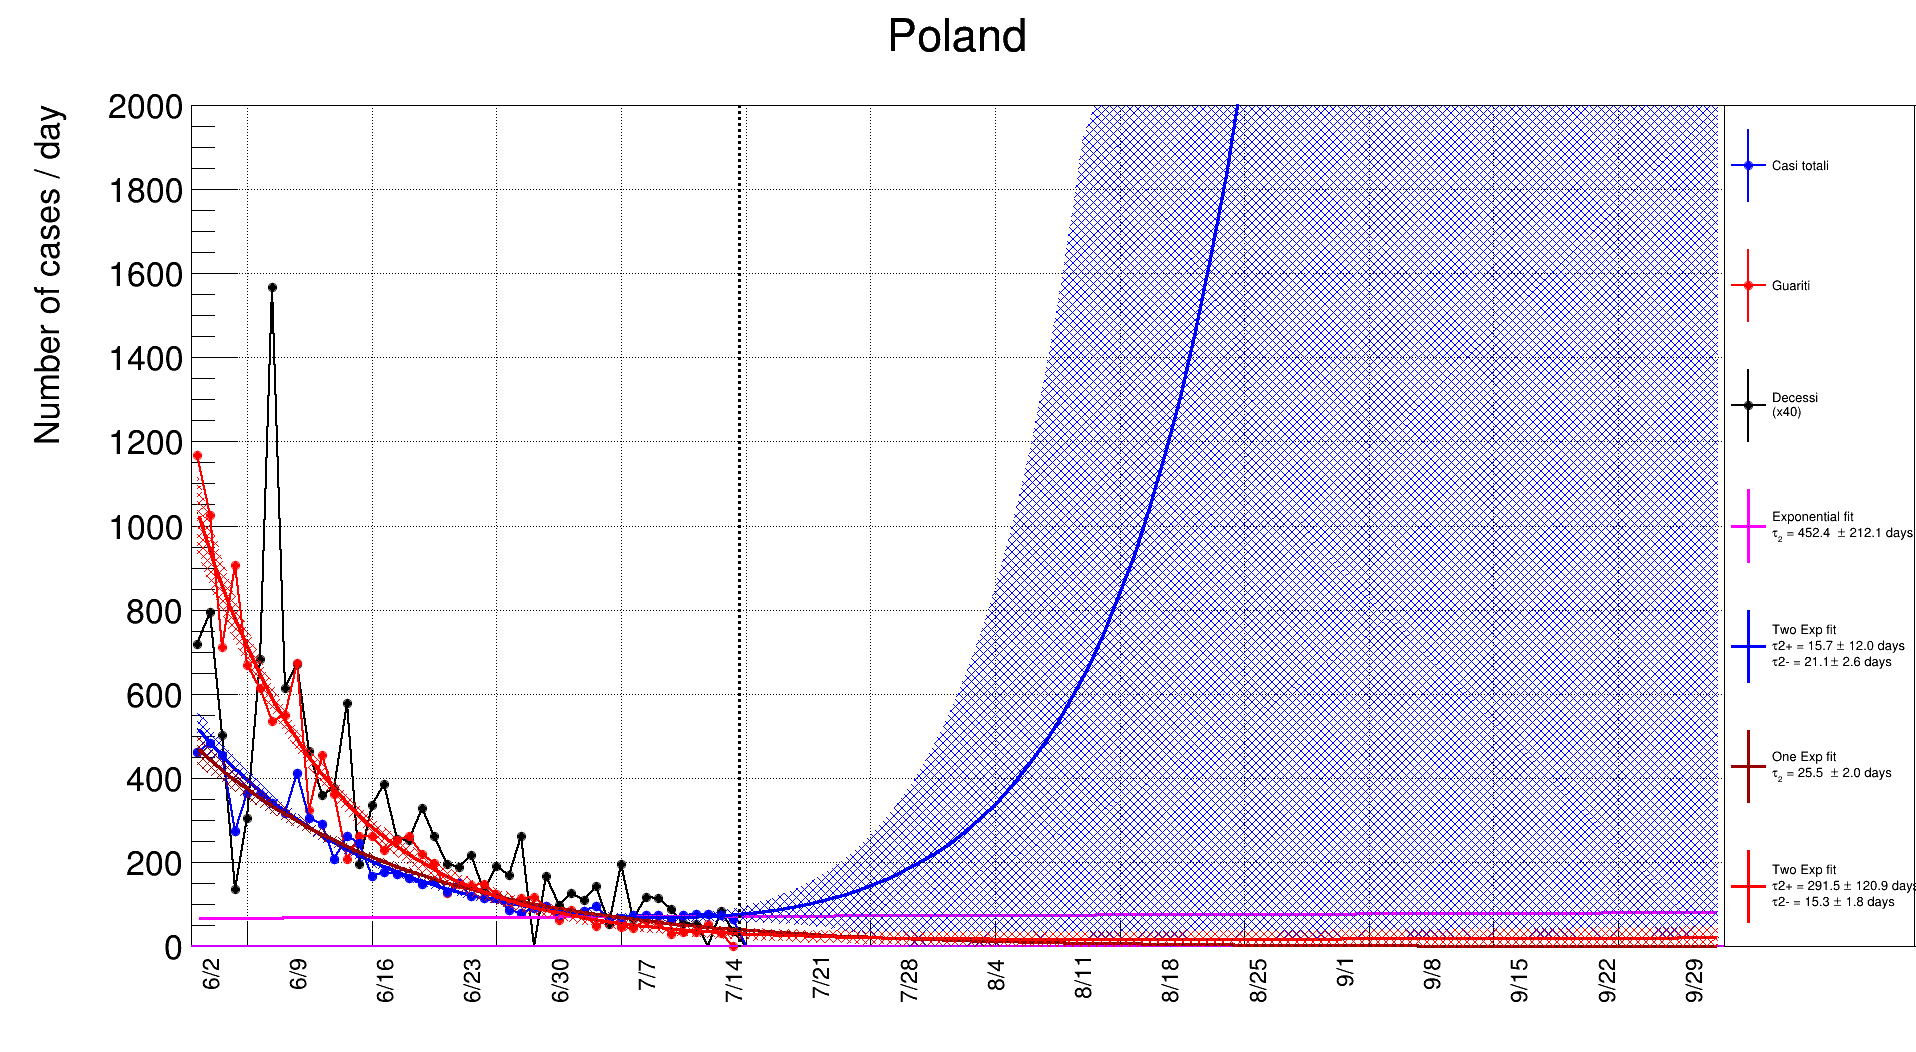 Poland
Number of cases / day
2000
1800
1600
1400
1200
1000
800
600
400
200
0
6/2
6/9
6/16
6/23
6/30
7/7
7/14
7/21
7/28
8/4
8/11
8/18
8/25
9/1
9/8
9/15
9/22
9/29
Casi totali
Guariti
Decessi
(x40)
Exponential fit
τ₂ = 452.4 ± 212.1 days
Two Exp fit
τ2+ = 15.7 ± 12.0 days
τ2- = 21.1 ± 2.6 days
One Exp fit
τ₂ = 25.5 ± 2.0 days
Two Exp fit
τ2+ = 291.5 ± 120.9 days
τ2- = 15.3 ± 1.8 days